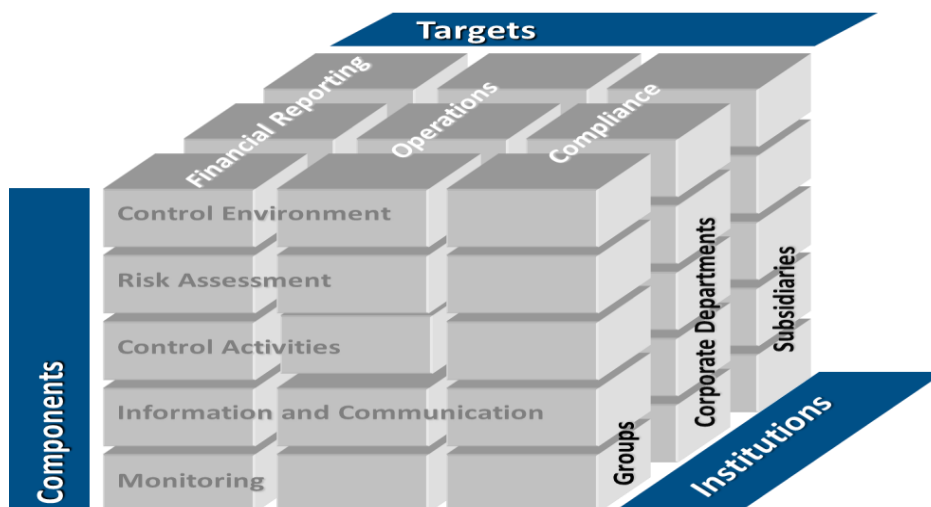 Targets
Financial Reporting
Operations
Compliance
Components
Control Environment
Risk Assessment
Control Activities
Information and Communication
Monitoring
Groups
Corporate Departments
Subsidiaries
Institutions